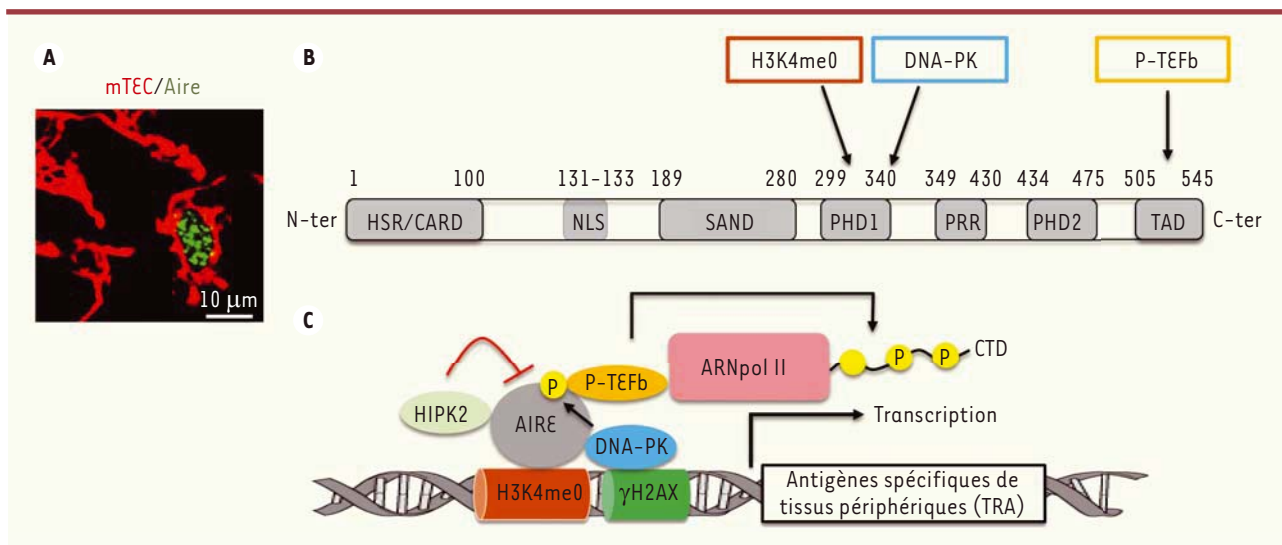 A
mTEC/Aire
10 μm
B
H3K4me0 DNA-PK P-TEFb
1 100 131-133 189 280 299 340 349 430 434 475 505 545
N-ter HSR/CARD NLS SAND PHD1 PRR PHD2 TAD C-ter
C
P P P CTD
P-TEFb ARNpol II
HIPK2 AIRE Transcription
DNA-PK
H3K4me0 γH2AX Antigènes spécifiques de
tissus périphériques (TRA)